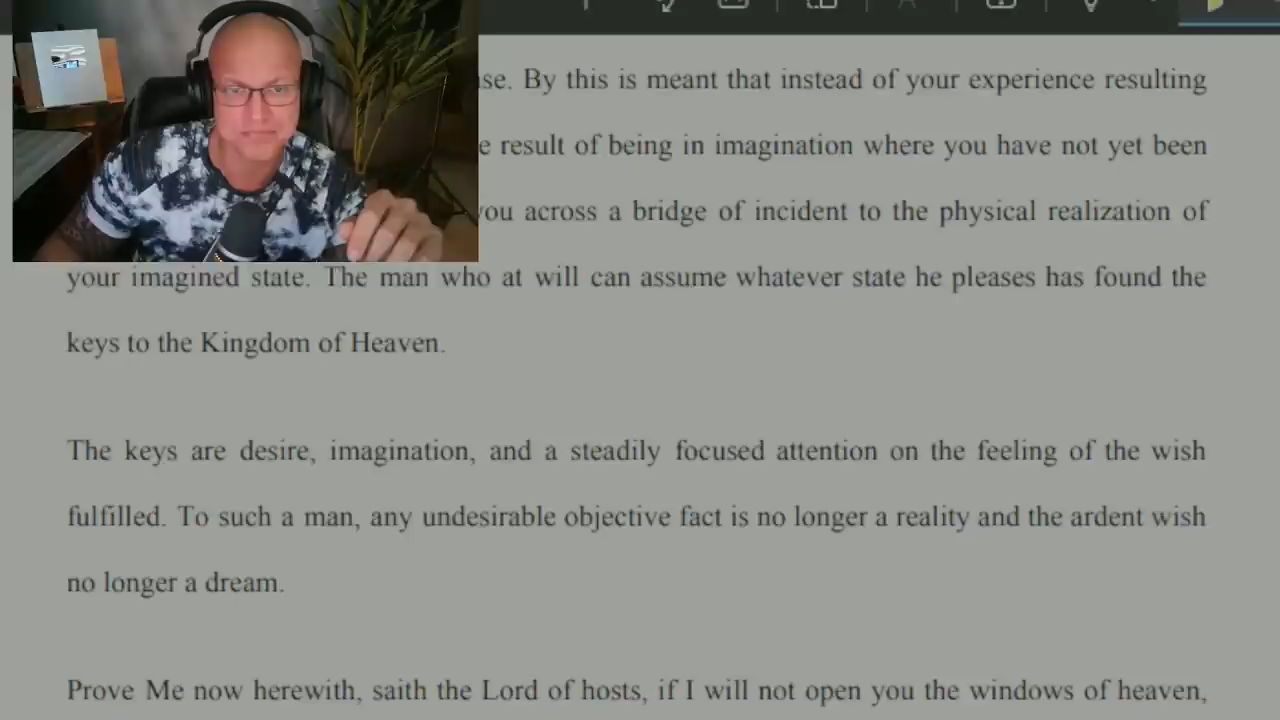 se. By this is meant that instead of your experience resulting
e result of being in imagination where you have not yet been
you across a bridge of incident to the physical realization of
your imagined state. The man who at will can assume whatever state he pleases has found the
keys to the Kingdom of Heaven.
The keys are desire, imagination, and a steadily focused attention on the feeling of the wish
fulfilled. To such a man, any undesirable objective fact is no longer a reality and the ardent wish
no longer a dream.
Prove Me now herewith, saith the Lord of hosts, if I will not open you the windows of heaven,